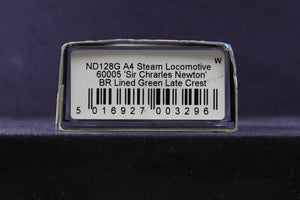 W
ND128G A4 Steam Locomotive
60005 'Sir Chrarles Newton'
BR Lined Green Late Crest
5 016927 003296